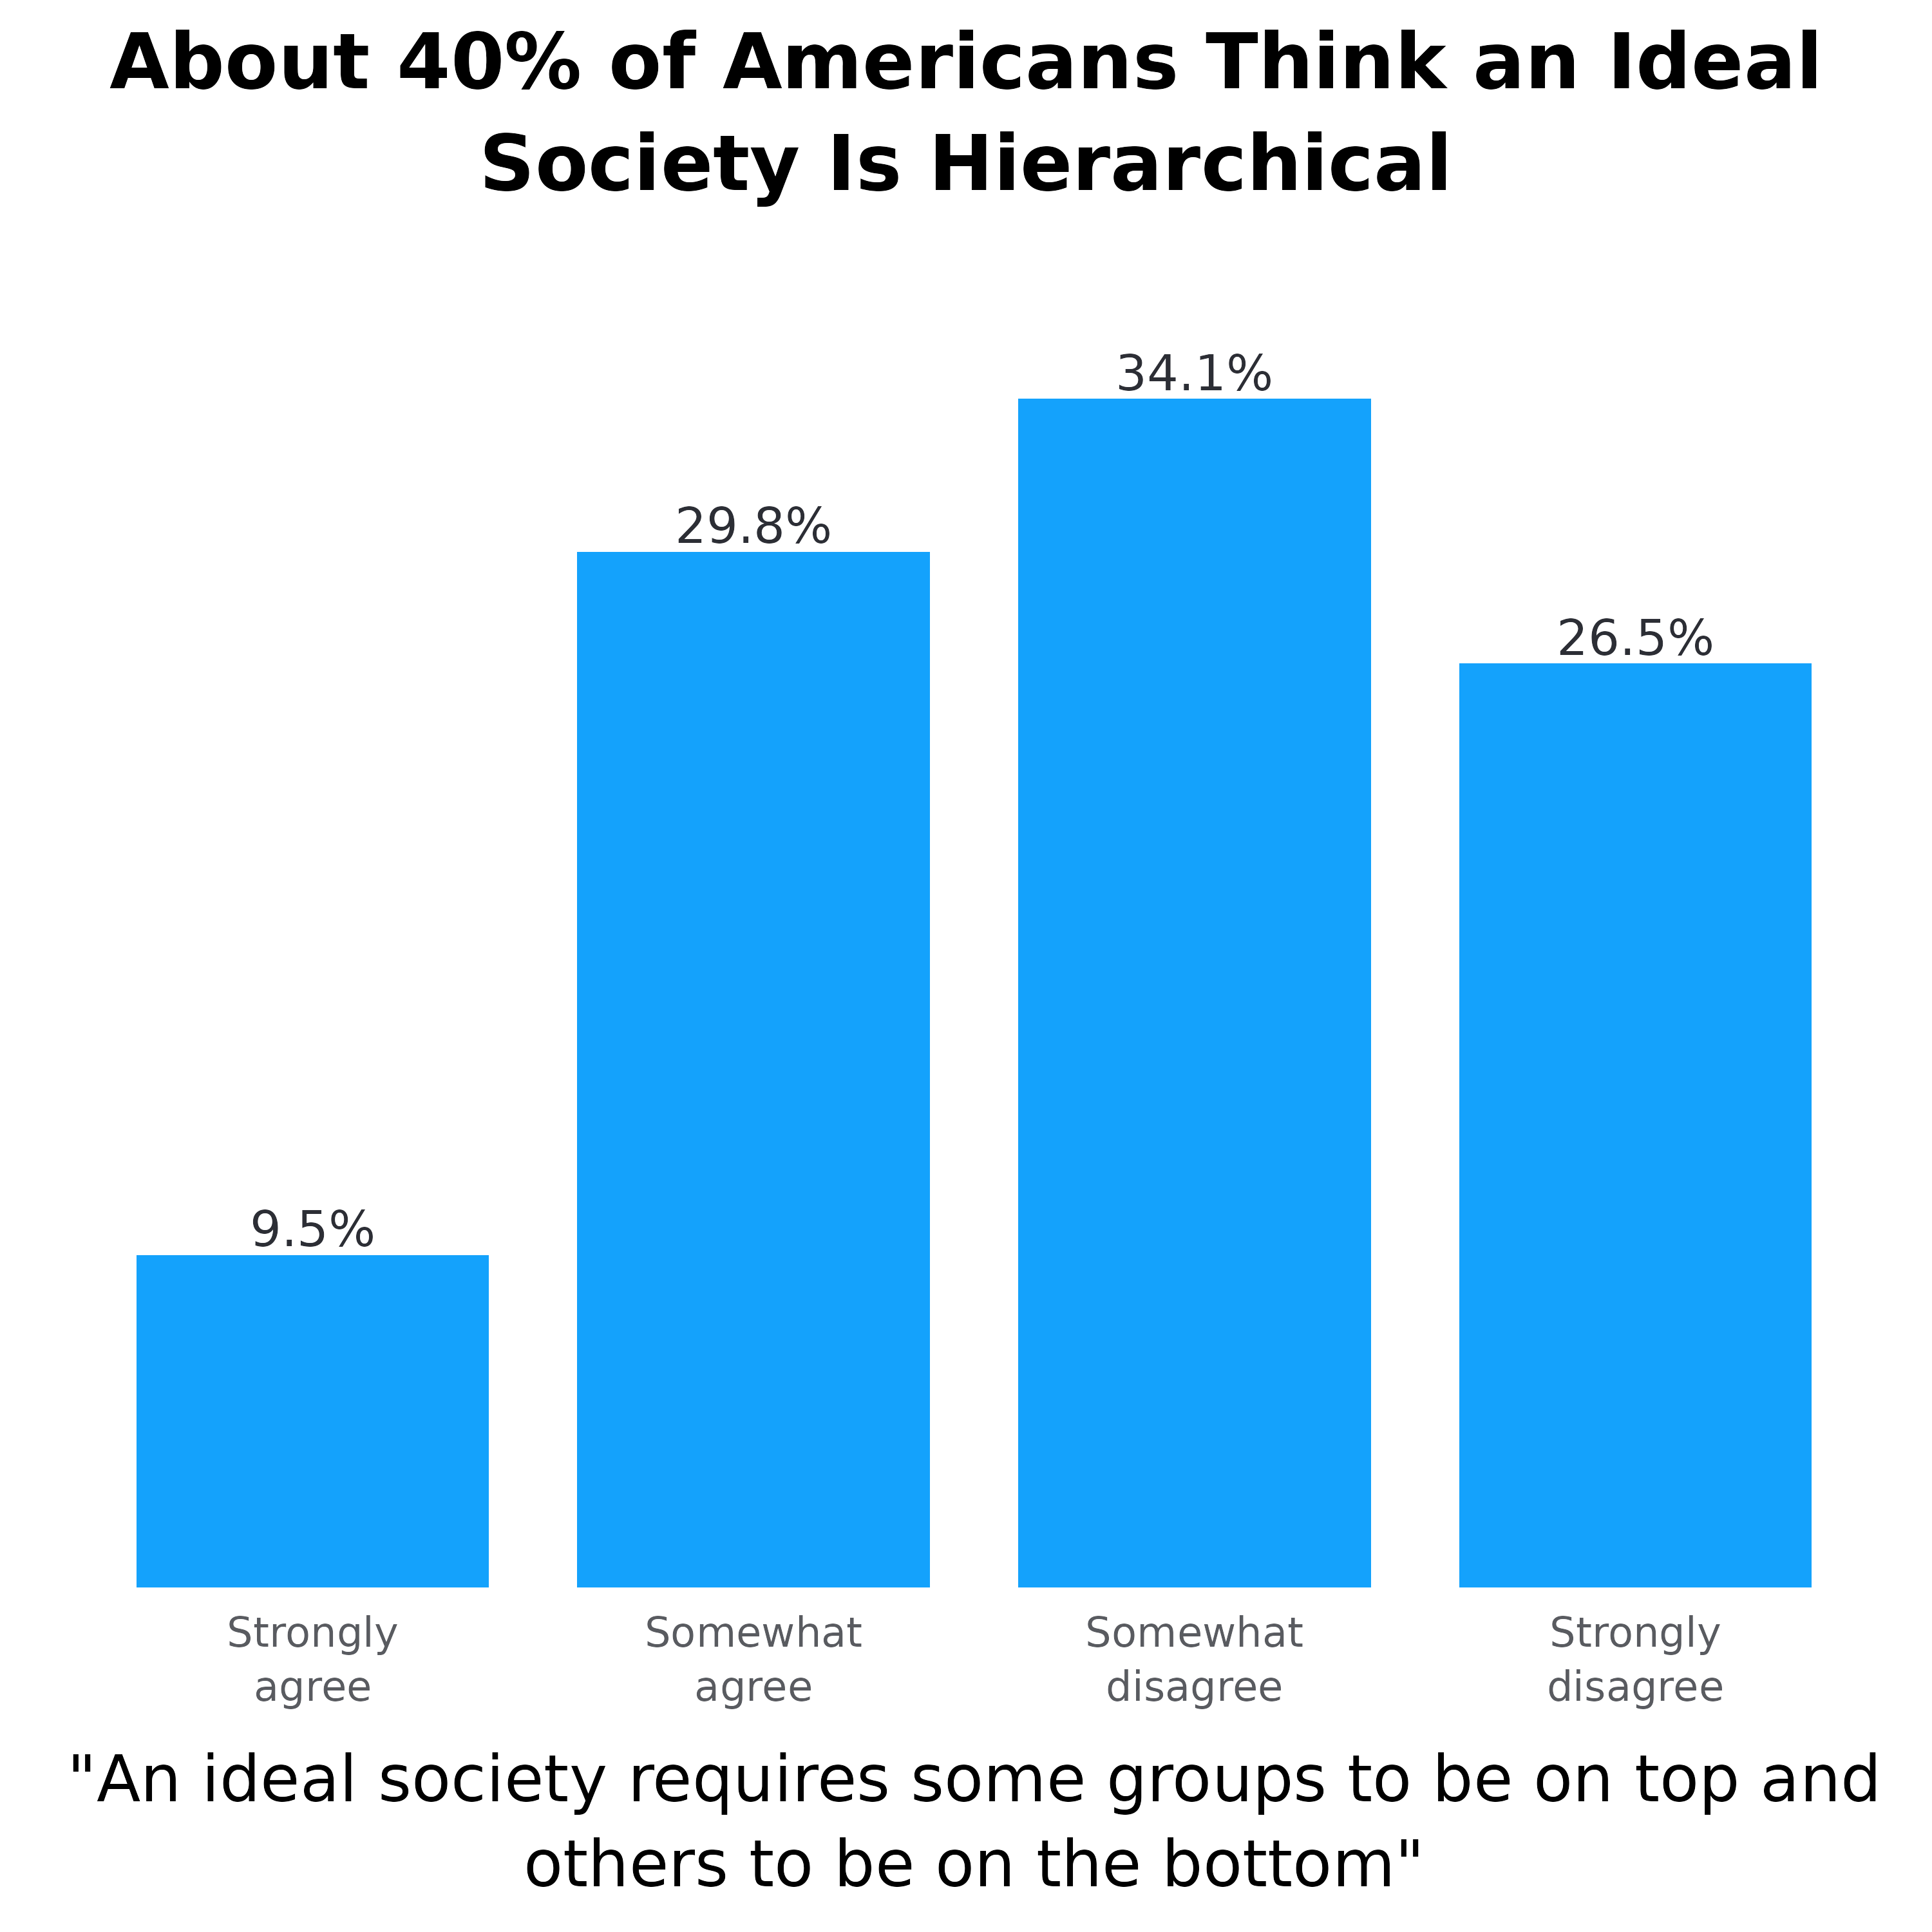 About 40% of Americans Think an Ideal
Society Is Hierarchical
34.1%
29.8%
26.5%
9.5%
Strongly
agree
Somewhat
agree
Somewhat
disagree
Strongly
disagree
"An ideal society requires some groups to be on top and
others to be on the bottom"